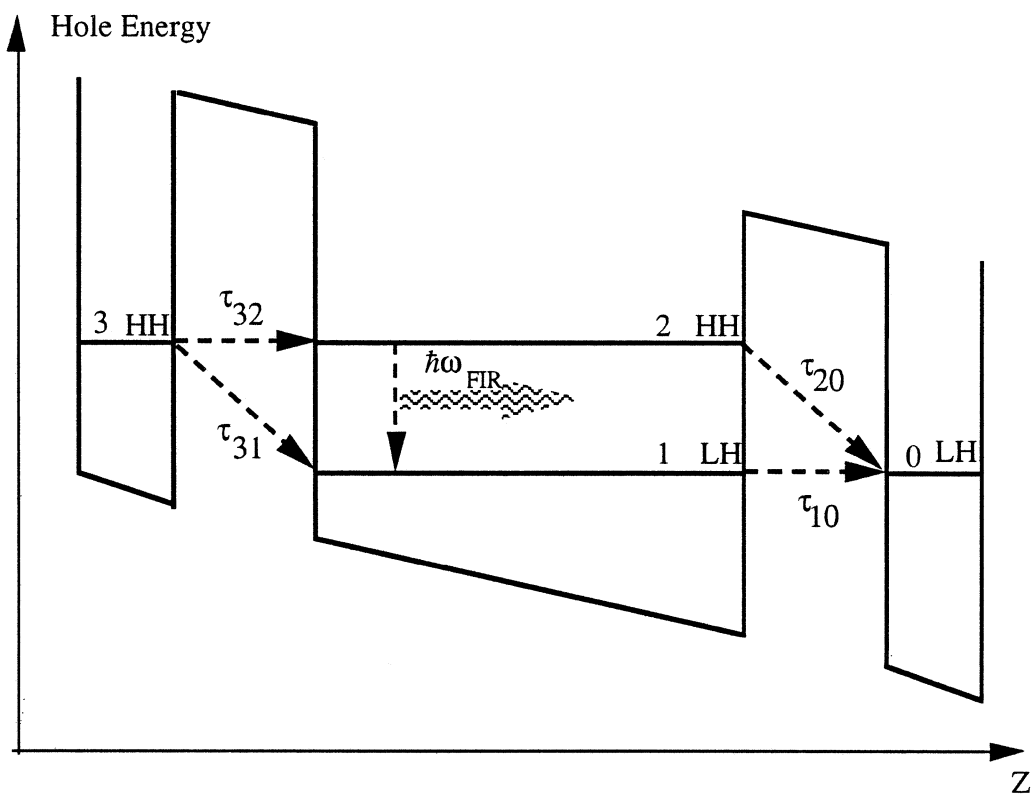 Hole Energy
3 HH
τ32
2 HH
ħωFIR
τ20
τ31
1 LH
0 LH
τ10
Z